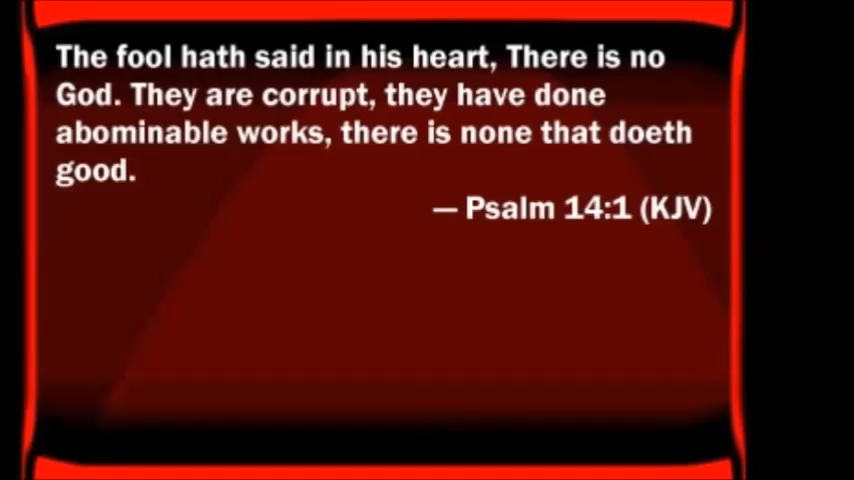 The fool hath said in his heart, There is no
God. They are corrupt, they have done
abominable works, there is none that doeth
good.
— Psalm 14:1 (KJV)